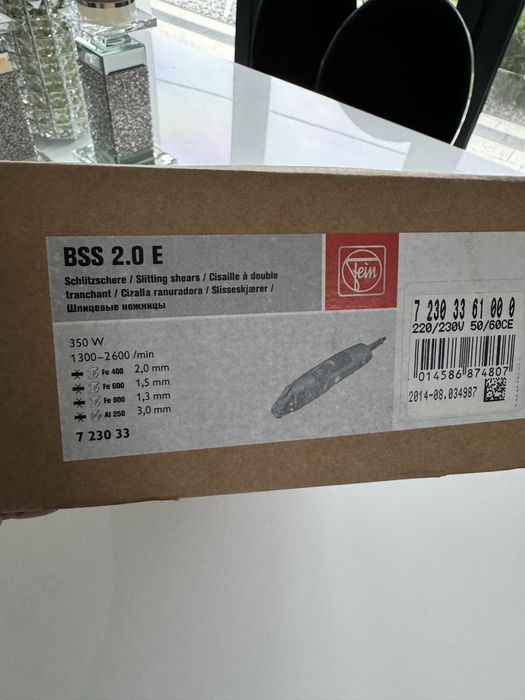 BSS 2.0 E
Schlitzschere / Slitting shears / Cisaille à double
tranchant / Cizalla ranuradora / Slisseskjærer /
Шлицевые ножницы
350 W
1300–2600 /min
Fe 400 2,0 mm
Fe 600 1,5 mm
Fe 800 1,3 mm
Al 250 3,0 mm
7 230 33
Fein
7 230 33 61 00 0
220/230V 50/60CE
014586 874807
2014-08.034987